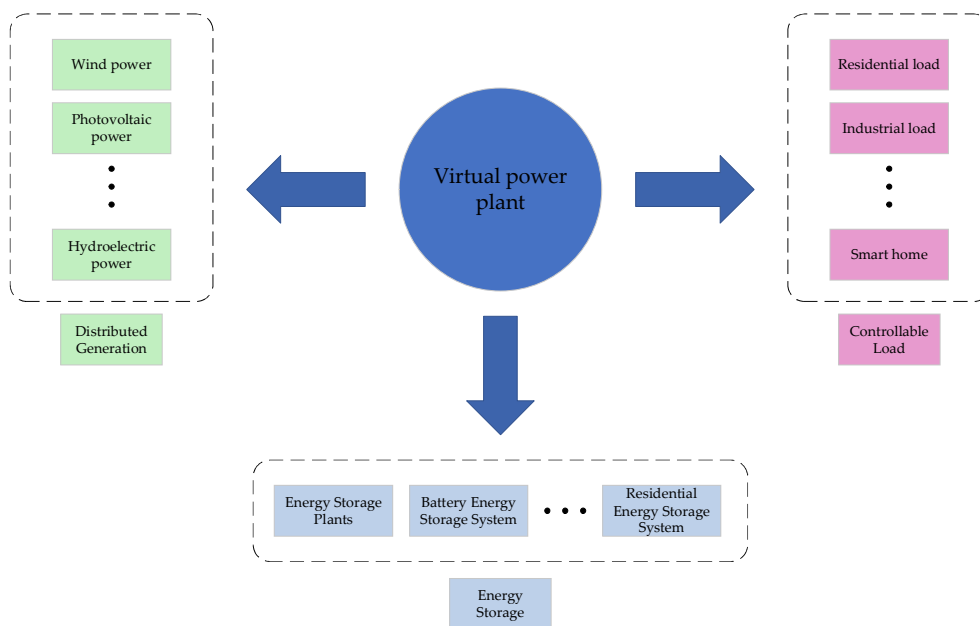 Wind power
Photovoltaic
power
Hydroelectric
power
Distributed
Generation
Virtual power
plant
Residential load
Industrial load
Smart home
Controllable
Load
Energy Storage
Plants
Battery Energy
Storage System
Residential
Energy Storage
System
Energy
Storage